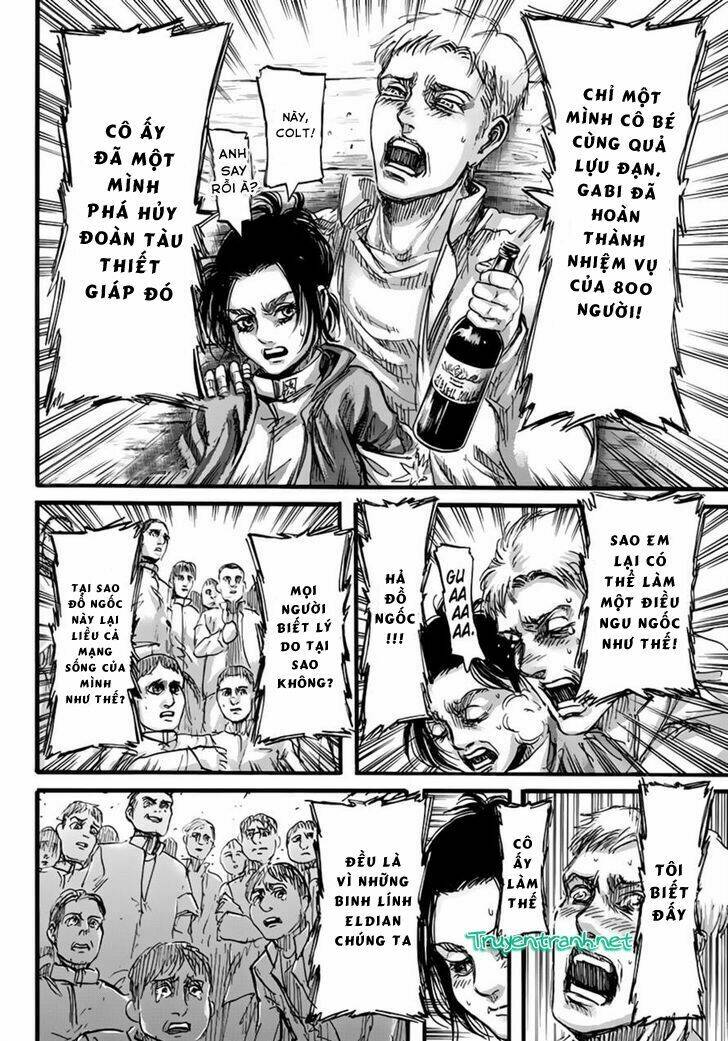 CHỈ MỘT
MÌNH CÔ BÉ
CÙNG QUẢ
LỰU ĐẠN,
GABI ĐÃ
HOÀN
THÀNH
NHIỆM VỤ
CỦA 800
NGƯỜI!
NÀY,
COLT!
ANH
SAY
RỒI À?
CÔ ẤY
ĐÃ MỘT
MÌNH
PHÁ HỦY
ĐOÀN TÀU
THIẾT
GIÁP ĐÓ
SAO EM
LẠI CÓ
THỂ LÀM
MỘT ĐIỀU
NGU NGỐC
NHƯ THẾ!
GU
AA
AA
AA.
HẢ
ĐỒ
NGỐC
!!!
MỌI
NGƯỜI
BIẾT LÝ
DO TẠI
SAO
KHÔNG?
TẠI SAO
ĐỒ NGỐC
NÀY LẠI
LIỀU CẢ
MẠNG
SỐNG CỦA
MÌNH
NHƯ THẾ?
TÔI
BIẾT
ĐẤY
CÔ
ẤY
LÀM
THẾ
ĐỀU LÀ
VÌ NHỮNG
BINH LÍNH
ELDIAN
CHÚNG TA
Truyentranh.net